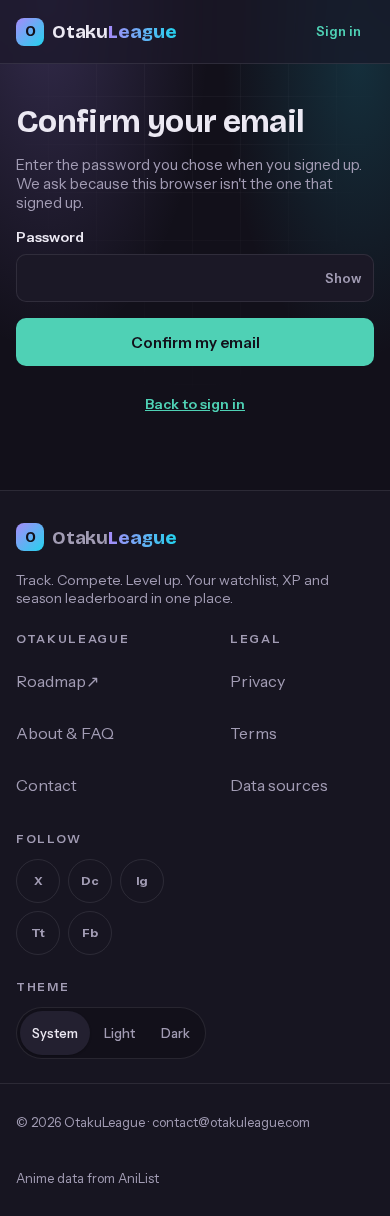 O OtakuLeague
Sign in
Confirm your email
Enter the password you chose when you signed up.
We ask because this browser isn't the one that
signed up.
Password
Show
Confirm my email
Back to sign in
O OtakuLeague
Track. Compete. Level up. Your watchlist, XP and
season leaderboard in one place.
OTAKULEAGUE
Roadmap↗
About & FAQ
Contact
LEGAL
Privacy
Terms
Data sources
FOLLOW
X Dc Ig
Tt Fb
THEME
System Light Dark
© 2026 OtakuLeague · contact@otakuleague.com
Anime data from AniList